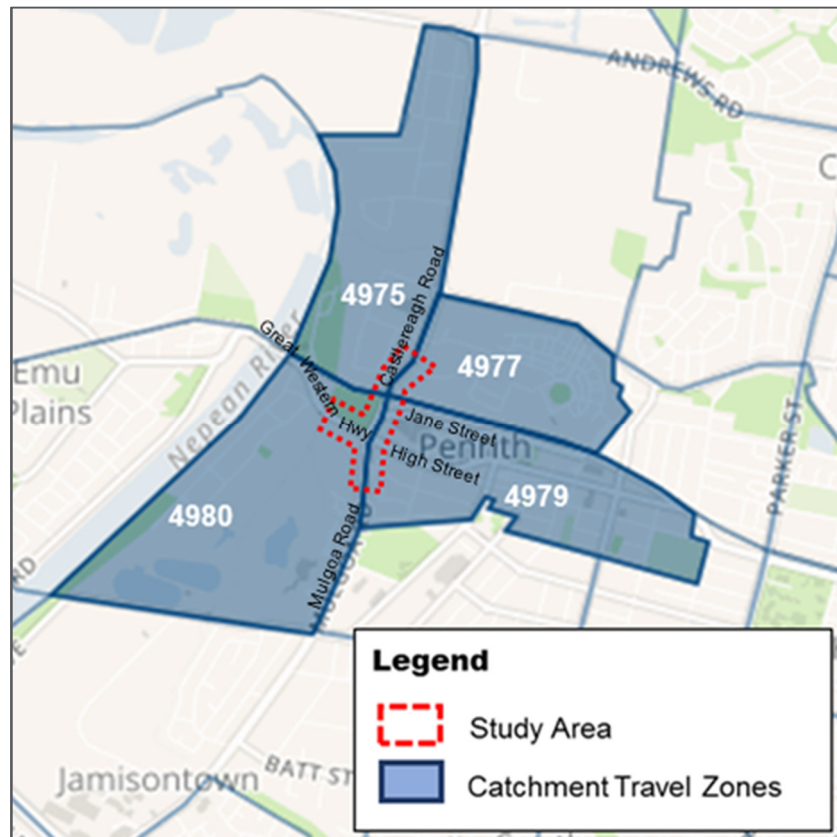 ANDREWS RD
C
4975
Castlereagh Road
Great Western Hwy
Nepean River
Emu
Plains
4977
Jane Street
Penrith
High Street
PARKER ST
4979
4980
Mulgoa Road
RD
Legend
Study Area
Catchment Travel Zones
Jamisontown
BATT ST